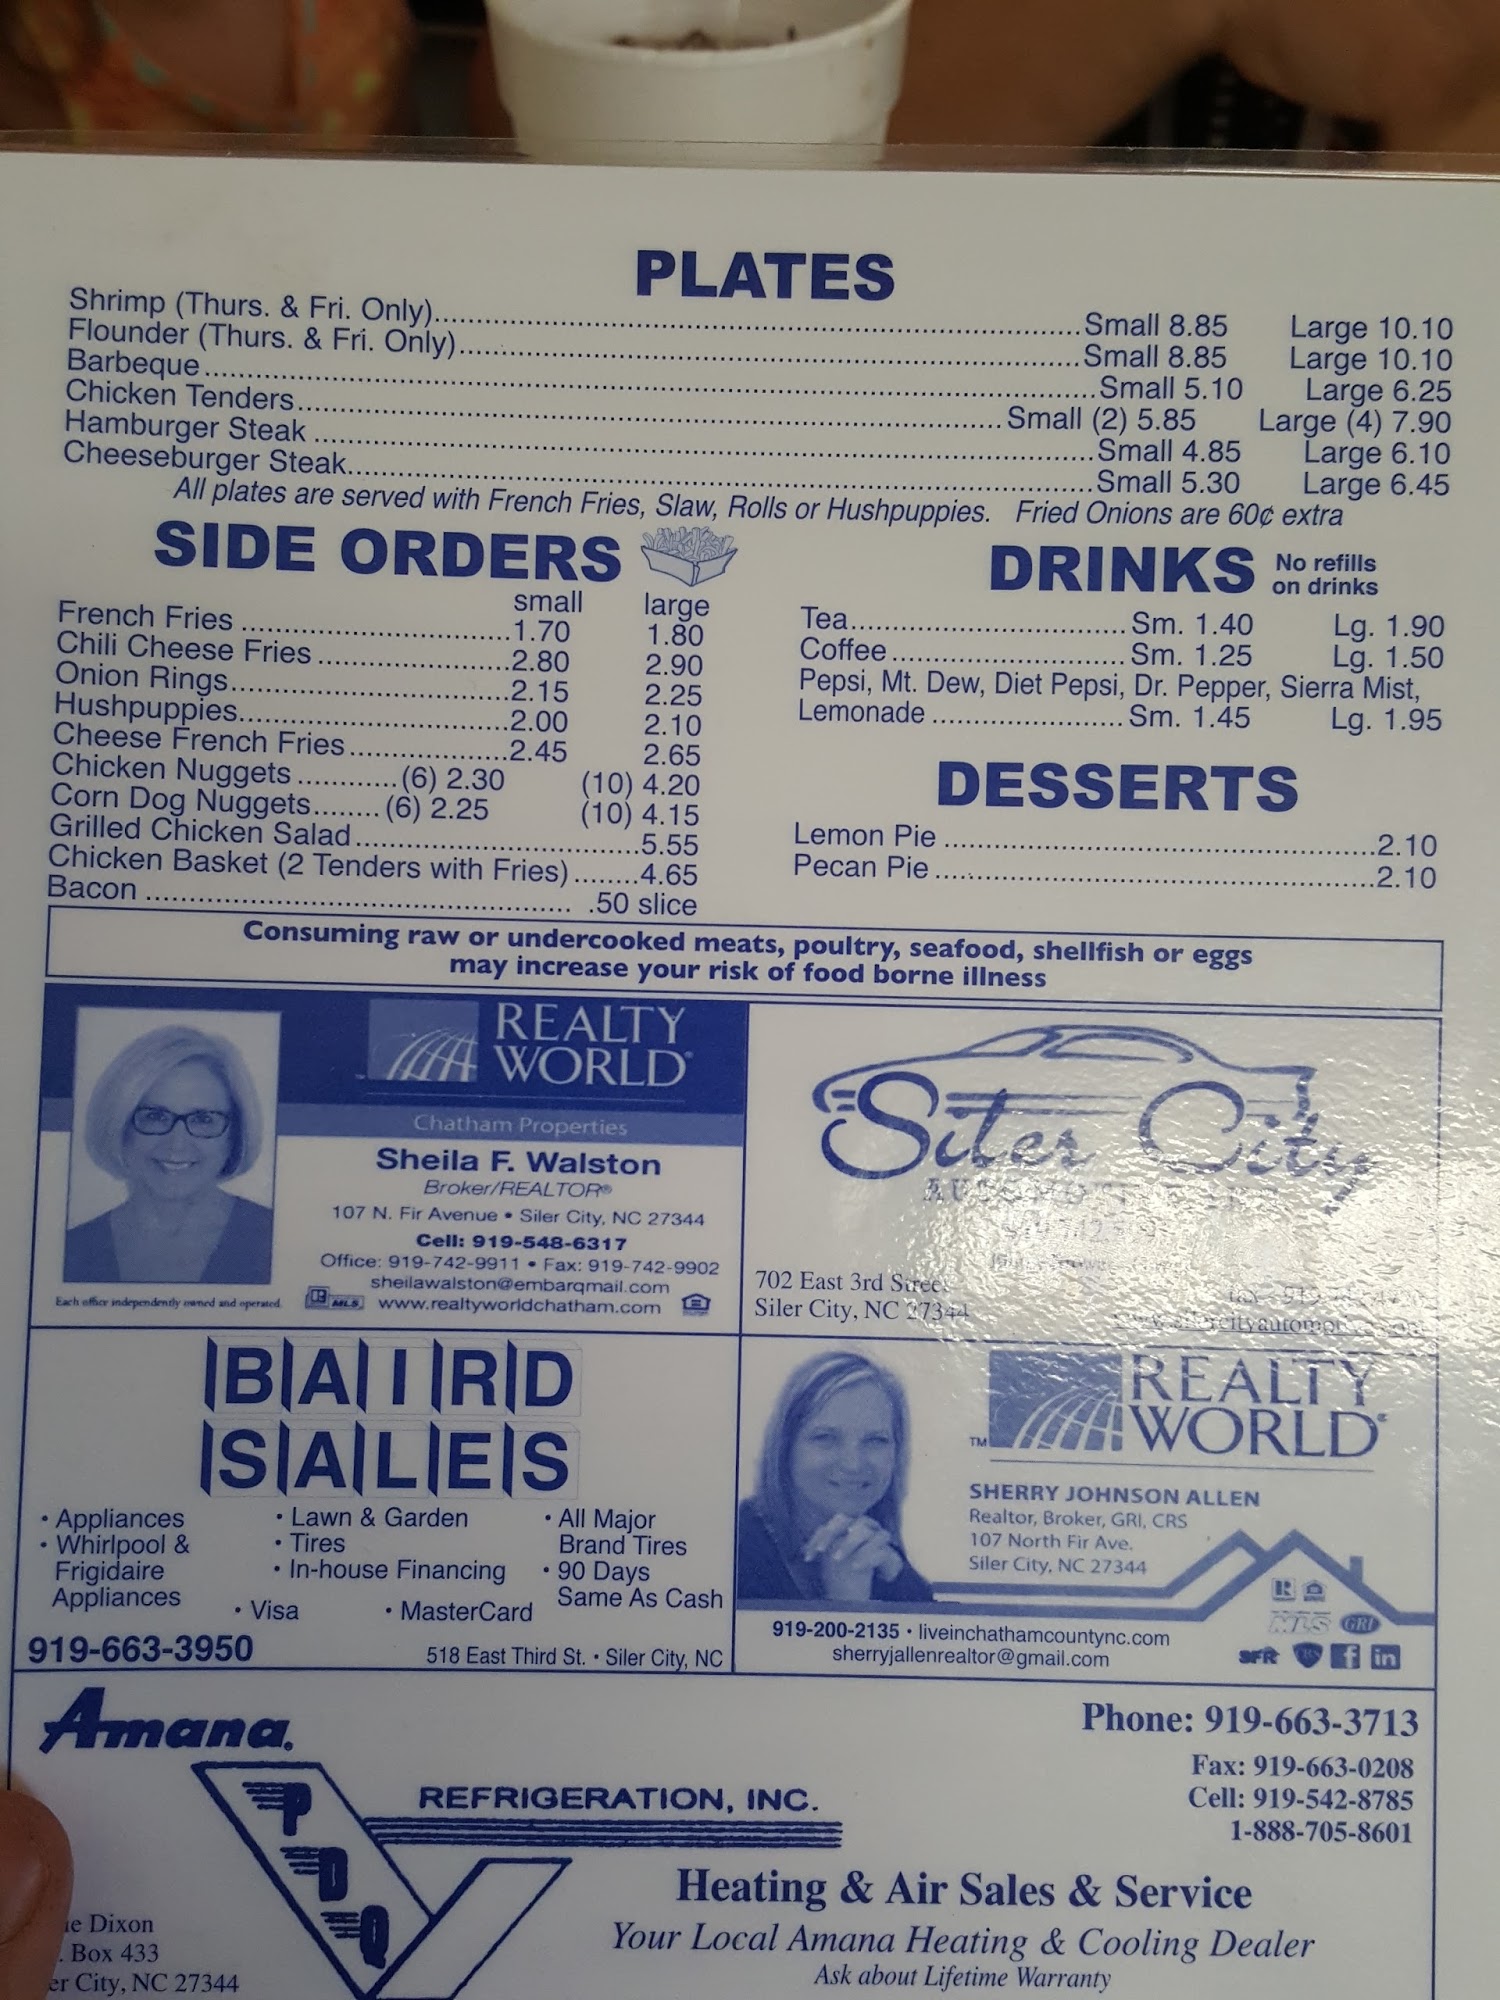 PLATES
Shrimp (Thurs. & Fri. Only)..........Small 8.85 Large 10.10
Flounder (Thurs. & Fri. Only)..........Small 8.85 Large 10.10
Barbeque..........Small 5.10 Large 6.25
Chicken Tenders..........Small (2) 5.85 Large (4) 7.90
Hamburger Steak..........Small 4.85 Large 6.10
Cheeseburger Steak..........Small 5.30 Large 6.45
All plates are served with French Fries, Slaw, Rolls or Hushpuppies. Fried Onions are 60¢ extra
SIDE ORDERS
small large
French Fries..........1.70 1.80
Chili Cheese Fries..........2.80 2.90
Onion Rings..........2.15 2.25
Hushpuppies..........2.00 2.10
Cheese French Fries..........2.45 2.65
Chicken Nuggets..........(6) 2.30 (10) 4.20
Corn Dog Nuggets..........(6) 2.25 (10) 4.15
Grilled Chicken Salad..........5.55
Chicken Basket (2 Tenders with Fries)..........4.65
Bacon.......... .50 slice
DRINKS No refills
on drinks
Tea..........Sm. 1.40 Lg. 1.90
Coffee..........Sm. 1.25 Lg. 1.50
Pepsi, Mt. Dew, Diet Pepsi, Dr. Pepper, Sierra Mist,
Lemonade..........Sm. 1.45 Lg. 1.95
DESSERTS
Lemon Pie..........2.10
Pecan Pie..........2.10
Consuming raw or undercooked meats, poultry, seafood, shellfish or eggs
may increase your risk of food borne illness
REALTY
WORLD®
Chatham Properties
Sheila F. Walston
Broker/REALTOR®
107 N. Fir Avenue • Siler City, NC 27344
Cell: 919-548-6317
Office: 919-742-9911 • Fax: 919-742-9902
sheilawalston@embarqmail.com
www.realtyworldchatham.com
Each office independently owned and operated.
MLS
Siler City
702 East 3rd Street
Siler City, NC 27344
BAIRD
SALES
• Appliances
• Whirlpool &
Frigidaire
Appliances
• Lawn & Garden
• Tires
• In-house Financing
• All Major
Brand Tires
• 90 Days
Same As Cash
• Visa • MasterCard
919-663-3950 518 East Third St. • Siler City, NC
REALTY
™ WORLD®
SHERRY JOHNSON ALLEN
Realtor, Broker, GRI, CRS
107 North Fir Ave.
Siler City, NC 27344
919-200-2135 • liveinchathamcountync.com
sherryjallenrealtor@gmail.com
R
MLS GRI
SFR f in
Amana.
PDQ
REFRIGERATION, INC.
Phone: 919-663-3713
Fax: 919-663-0208
Cell: 919-542-8785
1-888-705-8601
Heating & Air Sales & Service
Your Local Amana Heating & Cooling Dealer
Ask about Lifetime Warranty
Dixon
Box 433
City, NC 27344